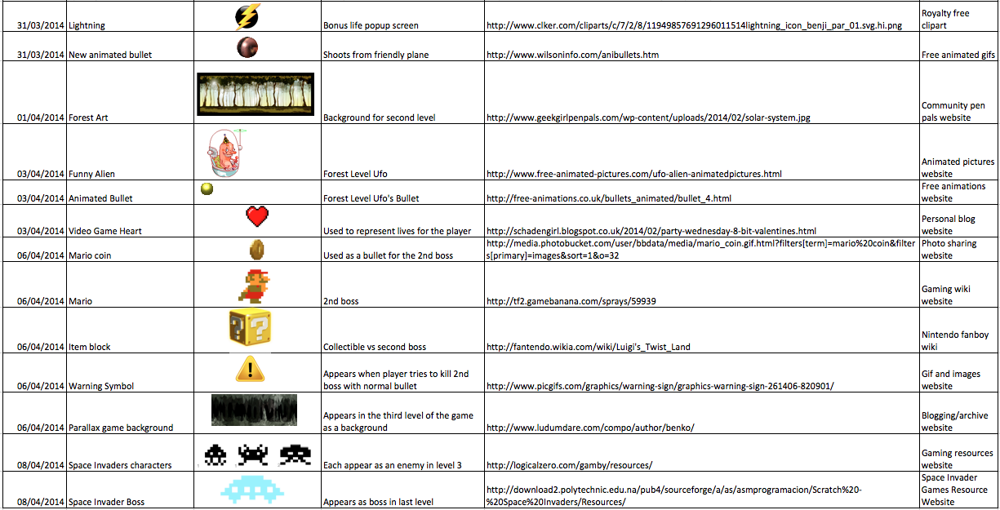 31/03/2014 Lightning Bonus life popup screen http://www.clker.com/cliparts/c/7/2/8/11949857691296011514lightning_icon_benji_par_01.svg.hi.png Royalty free
clipart
31/03/2014 New animated bullet Shoots from friendly plane http://www.wilsoninfo.com/anibullets.htm Free animated gifs
01/04/2014 Forest Art Background for second level http://www.geekgirlpenpals.com/wp-content/uploads/2014/02/solar-system.jpg Community pen
pals website
03/04/2014 Funny Alien Forest Level Ufo http://www.free-animated-pictures.com/ufo-alien-animatedpictures.html Animated pictures
website
03/04/2014 Animated Bullet Forest Level Ufo's Bullet http://free-animations.co.uk/bullets_animated/bullet_4.html Free animations
website
03/04/2014 Video Game Heart Used to represent lives for the player http://schadengirl.blogspot.co.uk/2014/02/party-wednesday-8-bit-valentines.html Personal blog
website
06/04/2014 Mario coin Used as a bullet for the 2nd boss http://media.photobucket.com/user/bbdata/media/mario_coin.gif.html?filters[term]=mario%20coin&filter
s[primary]=images&sort=1&o=32 Photo sharing
website
06/04/2014 Mario 2nd boss http://tf2.gamebanana.com/sprays/59939 Gaming wiki
website
06/04/2014 Item block Collectible vs second boss http://fantendo.wikia.com/wiki/Luigi's_Twist_Land Nintendo fanboy
wiki
06/04/2014 Warning Symbol Appears when player tries to kill 2nd
boss with normal bullet http://www.picgifs.com/graphics/warning-sign/graphics-warning-sign-261406-820901/ Gif and images
website
06/04/2014 Parallax game background Appears in the third level of the game
as a background http://www.ludumdare.com/compo/author/benko/ Blogging/archive
website
08/04/2014 Space Invaders characters Each appear as an enemy in level 3 http://logicalzero.com/gamby/resources/ Gaming resources
website
08/04/2014 Space Invader Boss Appears as boss in last level http://download2.polytechnic.edu.na/pub4/sourceforge/a/as/asmprogramacion/Scratch%20-
%20Space%20Invaders/Resources/ Space Invader
Games Resource
Website